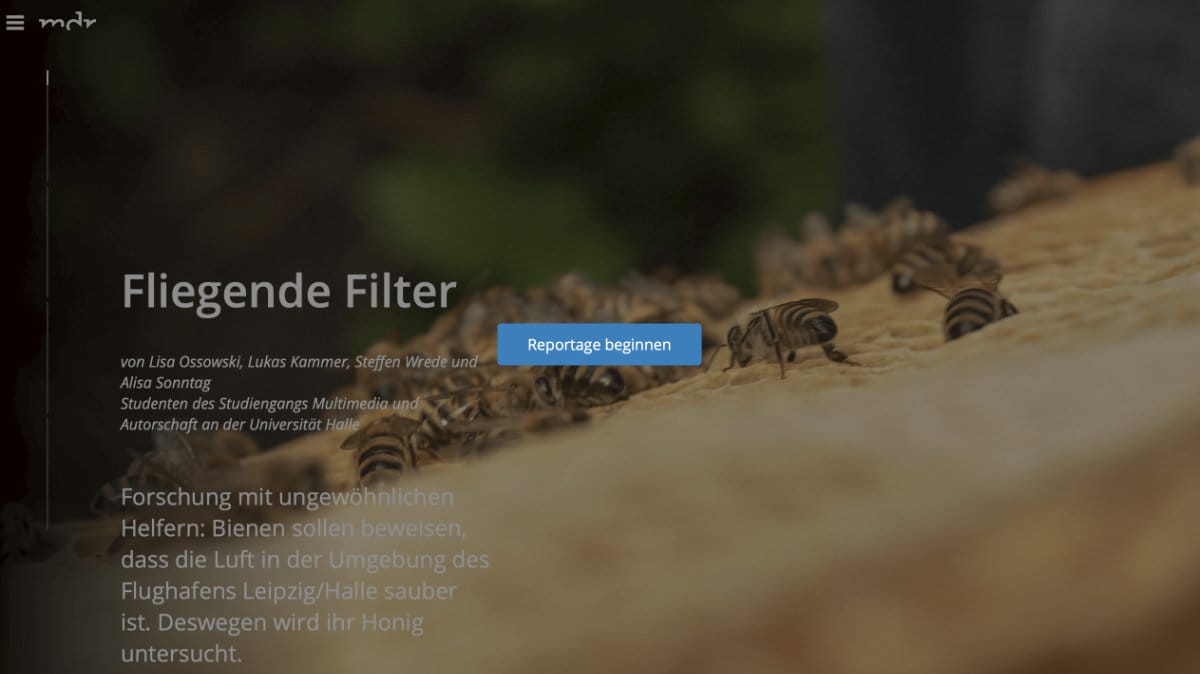 mdr
Fliegende Filter
Reportage beginnen
von Lisa Ossowski, Lukas Kammer, Steffen Wrede und
Alisa Sonntag
Studenten des Studiengangs Multimedia und
Autorschaft an der Universität Halle
Forschung mit ungewöhnlichen
Helfern: Bienen sollen beweisen,
dass die Luft in der Umgebung des
Flughafens Leipzig/Halle sauber
ist. Deswegen wird ihr Honig
untersucht.